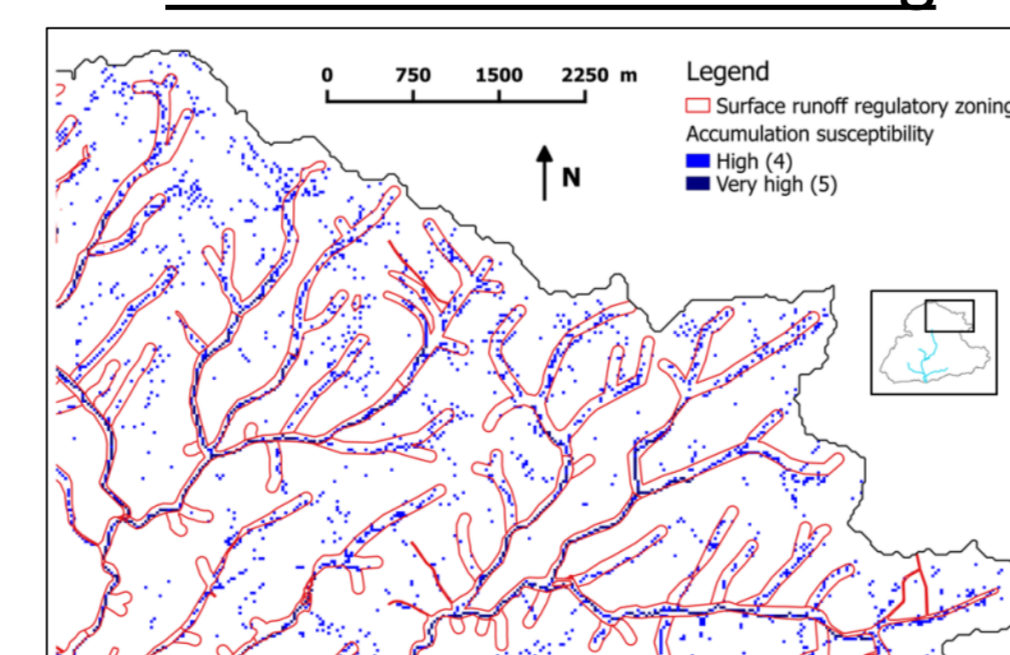 0 750 1500 2250 m
N
Legend
Surface runoff regulatory zoning
Accumulation susceptibility
High (4)
Very high (5)